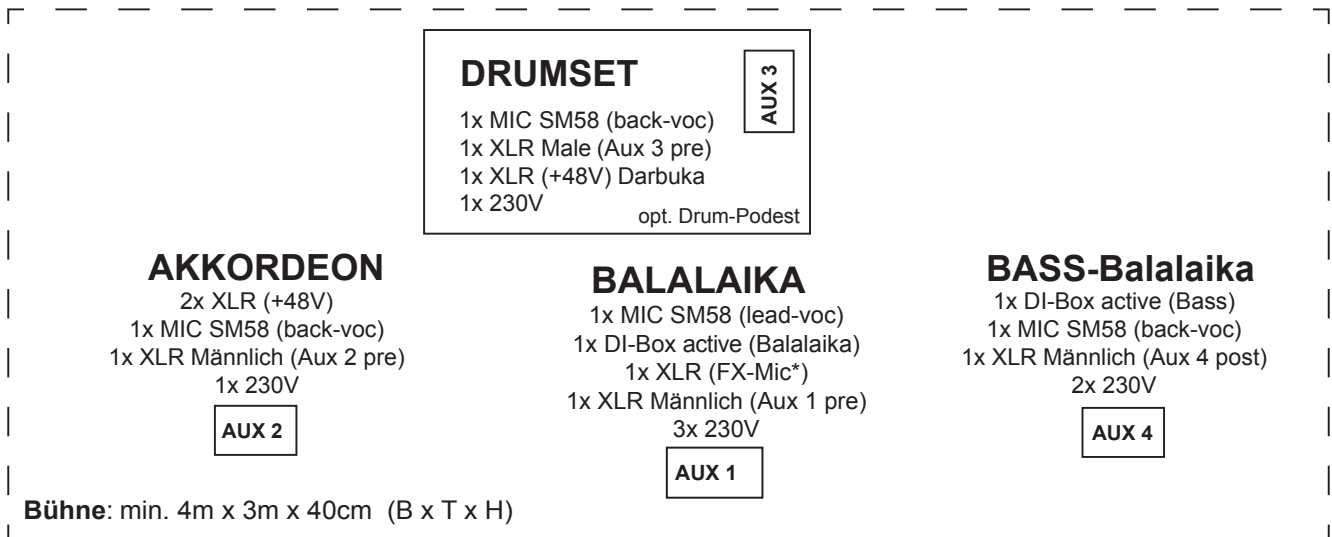 DRUMSET
AUX 3
1x MIC SM58 (back-voc)
1x XLR Male (Aux 3 pre)
1x XLR (+48V) Darbuka
1x 230V
opt. Drum-Podest
AKKORDEON
2x XLR (+48V)
1x MIC SM58 (back-voc)
1x XLR Männlich (Aux 2 pre)
1x 230V
AUX 2
BALALAIKA
1x MIC SM58 (lead-voc)
1x DI-Box active (Balalaika)
1x XLR (FX-Mic*)
1x XLR Männlich (Aux 1 pre)
3x 230V
AUX 1
BASS-Balalaika
1x DI-Box active (Bass)
1x MIC SM58 (back-voc)
1x XLR Männlich (Aux 4 post)
2x 230V
AUX 4
Bühne: min. 4m x 3m x 40cm (B x T x H)